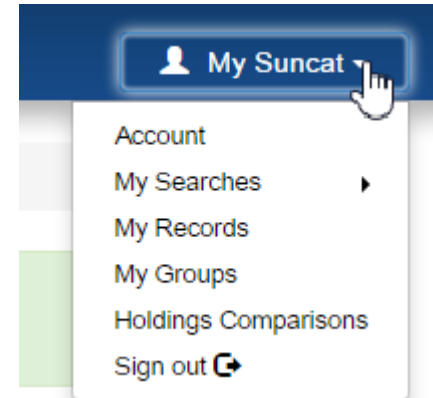 My Suncat
Account
My Searches
My Records
My Groups
Holdings Comparisons
Sign out